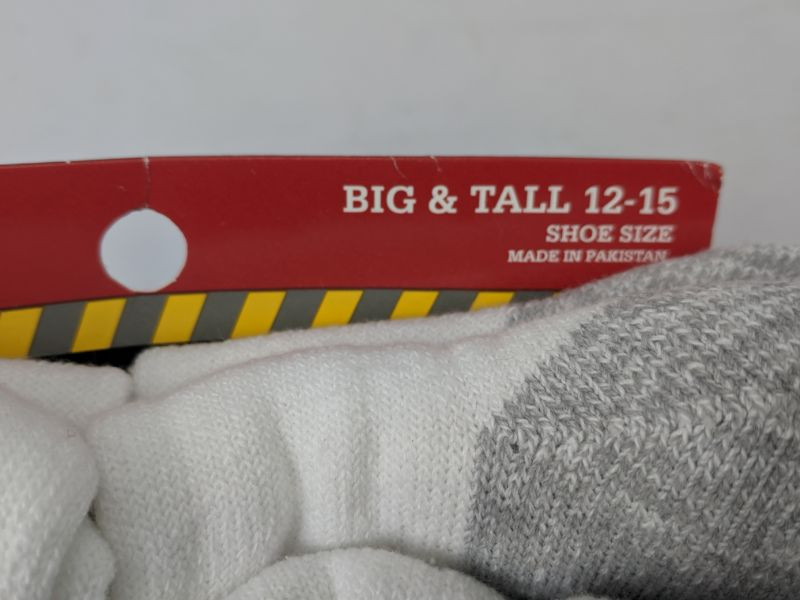 BIG & TALL 12-15
SHOE SIZE
MADE IN PAKISTAN